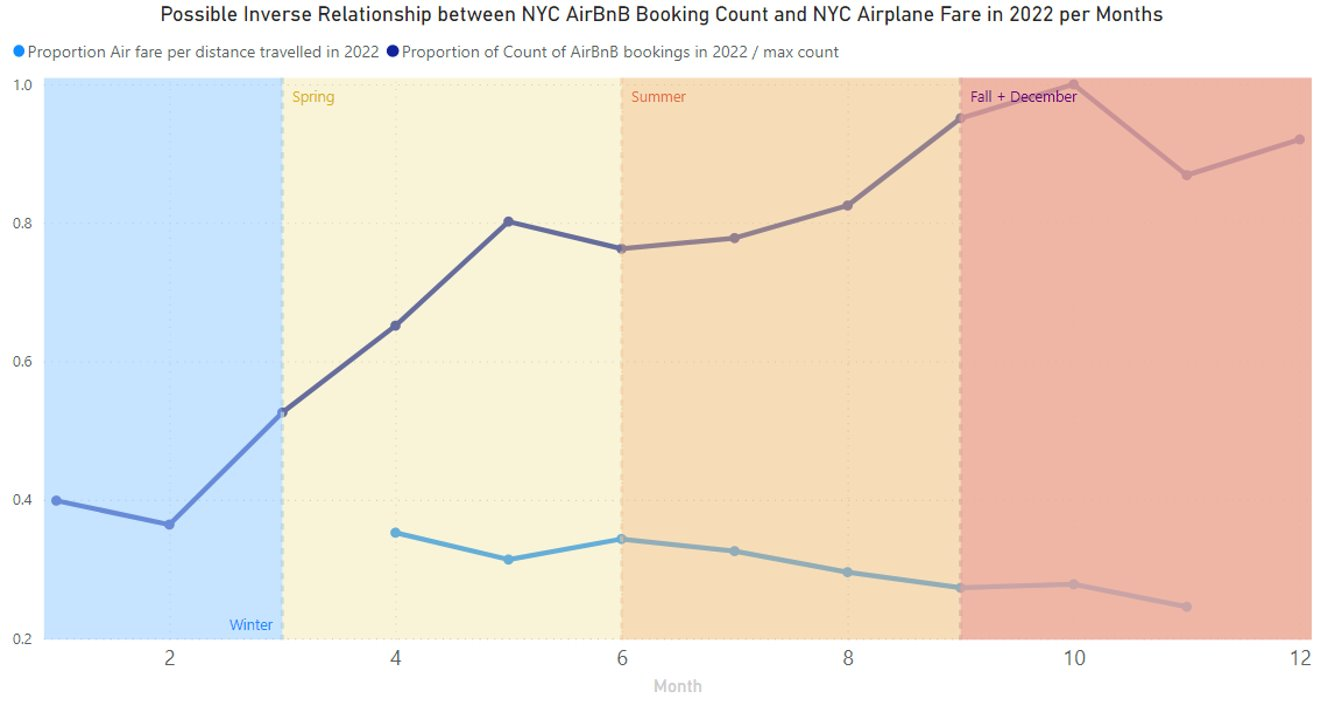 Possible Inverse Relationship between NYC AirBnB Booking Count and NYC Airplane Fare in 2022 per Months
Proportion Air fare per distance travelled in 2022 Proportion of Count of AirBnB bookings in 2022 / max count
1.0
Spring
Summer
Fall + December
0.8
0.6
0.4
Winter
0.2
2 4 6 8 10 12
Month